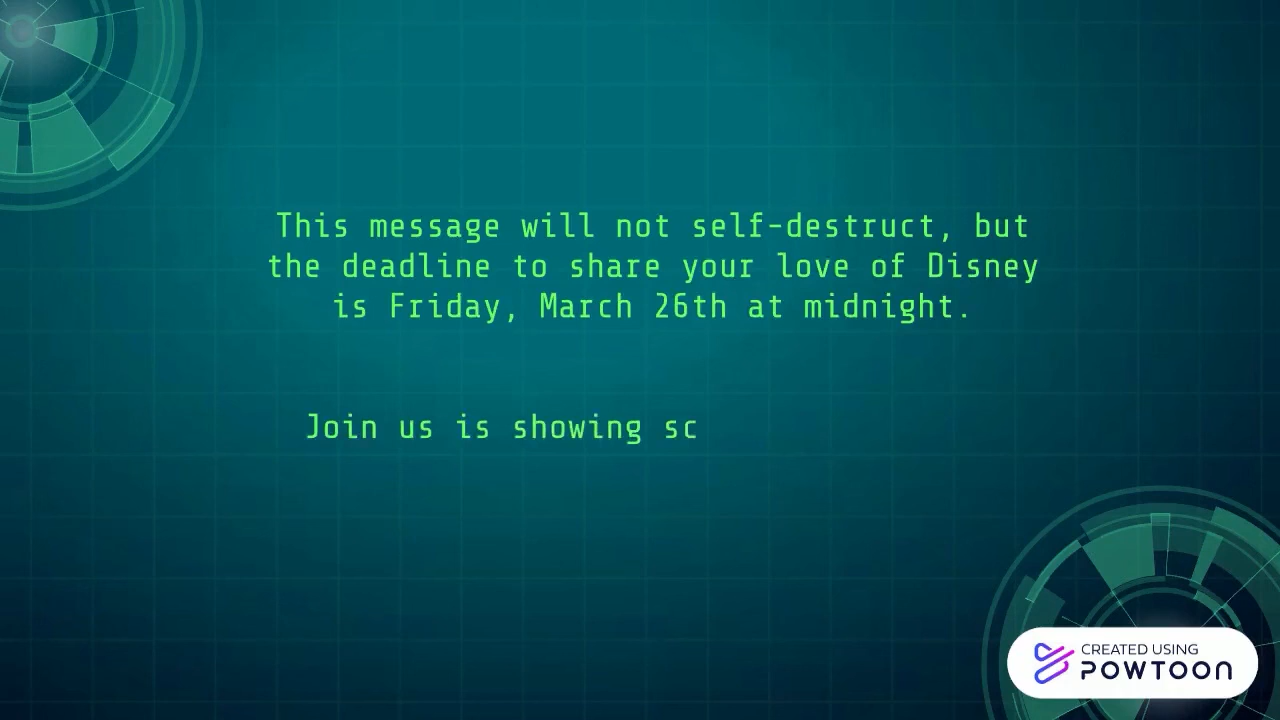 This message will not self-destruct, but
the deadline to share your love of Disney
is Friday, March 26th at midnight.
Join us is showing sc
CREATED USING
POWTOON